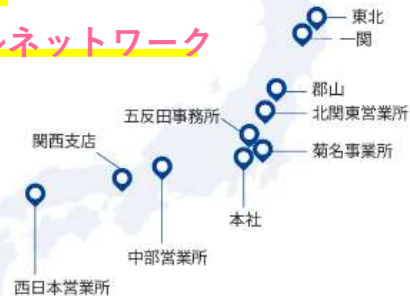 ルネットワーク
東北
一関
郡山
北関東営業所
五反田事務所
菊名事業所
関西支店
本社
中部営業所
西日本営業所